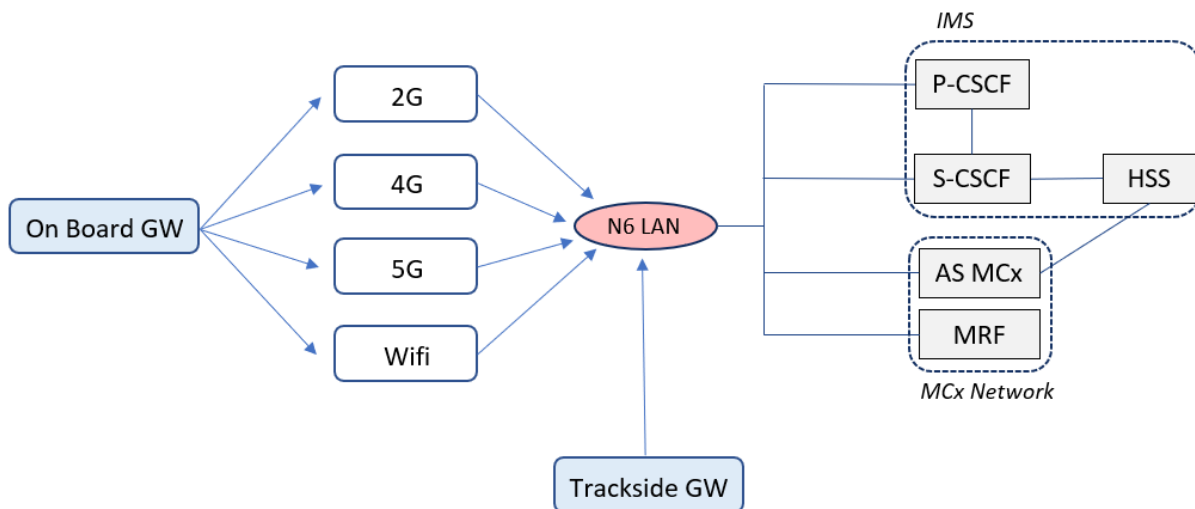 IMS
P-CSCF
2G
4G
S-CSCF
HSS
On Board GW
N6 LAN
5G
AS MCx
MRF
Wifi
MCx Network
Trackside GW